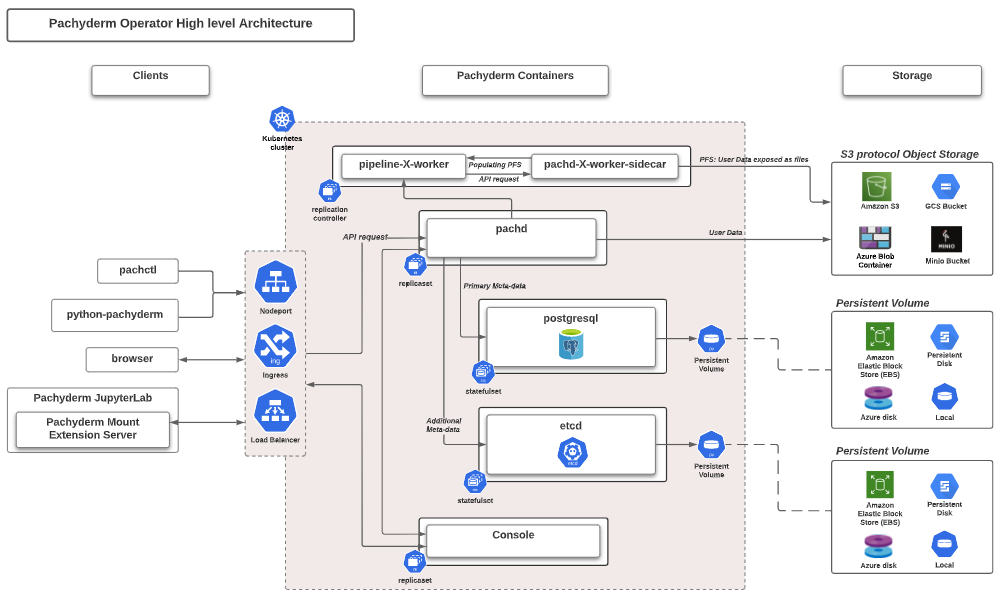 Pachyderm Operator High level Architecture
Clients
Pachyderm Containers
Storage
Kubernetes
cluster
pipeline-X-worker
Populating PFS
API request
pachd-X-worker-sidecar
PFS: User Data exposed as files
replication
controller
API request
pachd
User Data
replicaset
Primary Meta-data
postgresql
statefulset
Persistent
Volume
Additional
Meta-data
etcd
etcd
statefulset
Persistent
Volume
Console
replicaset
pachctl
python-pachyderm
browser
Pachyderm JupyterLab
Pachyderm Mount
Extension Server
Nodeport
ing
Ingress
Load Balancer
S3 protocol Object Storage
Amazon S3
GCS Bucket
Azure Blob
Container
MINIO
Minio Bucket
Persistent Volume
Amazon
Elastic Block
Store (EBS)
Persistent
Disk
Azure disk
Local
Persistent Volume
Amazon
Elastic Block
Store (EBS)
Persistent
Disk
Azure disk
Local